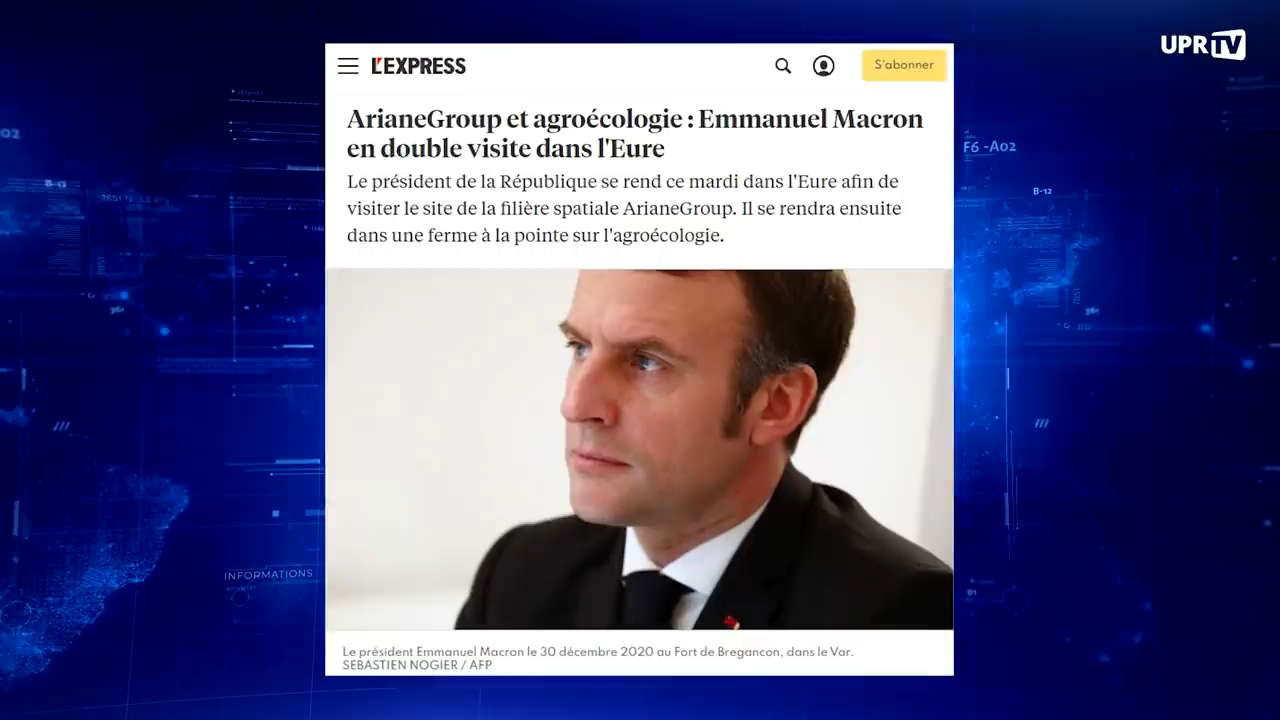 UPR TV
L'EXPRESS
S'abonner
ArianeGroup et agroécologie : Emmanuel Macron
en double visite dans l'Eure
Le président de la République se rend ce mardi dans l'Eure afin de
visiter le site de la filière spatiale ArianeGroup. Il se rendra ensuite
dans une ferme à la pointe sur l'agroécologie.
Le président Emmanuel Macron le 30 décembre 2020 au Fort de Bregancon, dans le Var.
SEBASTIEN NOGIER / AFP
F6 -A02
B-12
INFORMATIONS